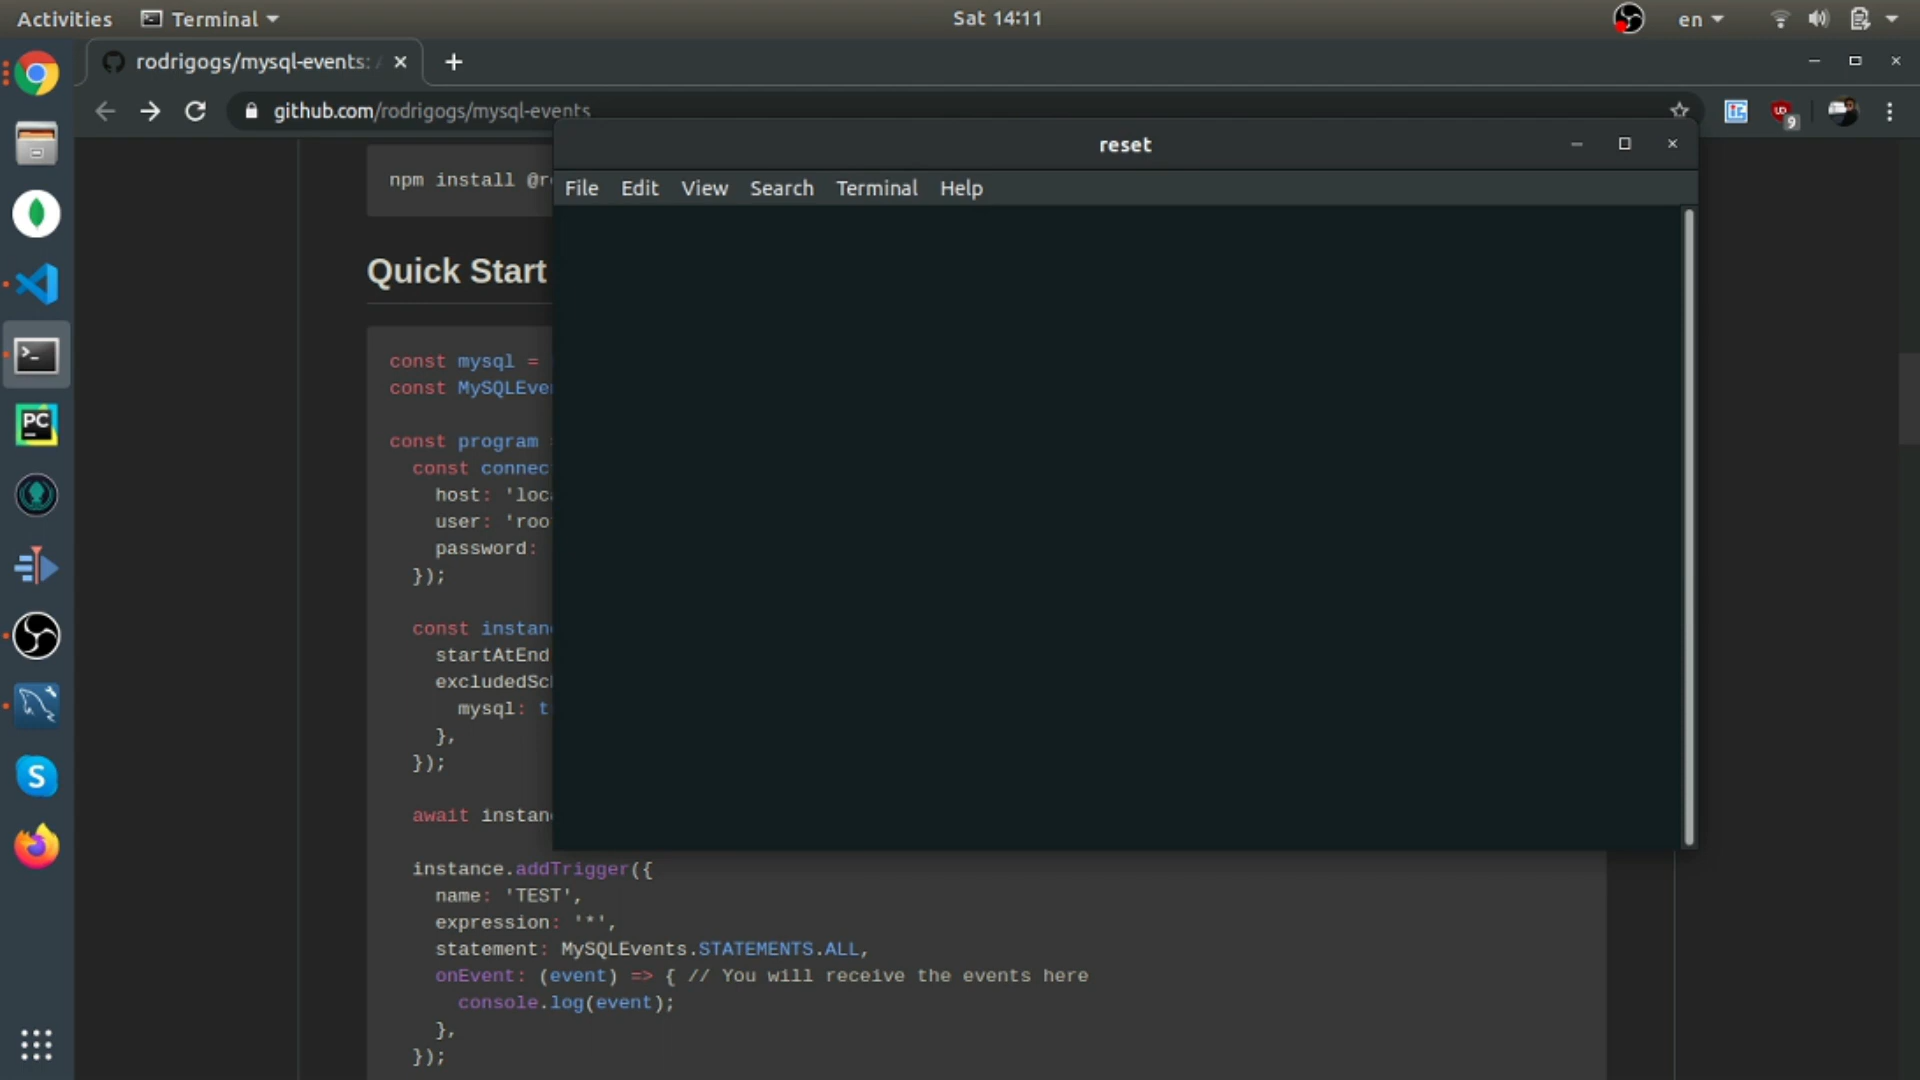 Activities
Terminal
Sat 14:11
en
rodrigogs/mysql-events: A
github.com/rodrigogs/mysql-events
9
reset
File Edit View Search Terminal Help
npm install @r
Quick Start
const mysql =
const MySQLEve
const program =
const connec
host: 'loc
user: 'roo
password:
});
const instan
startAtEnd
excludedSc
mysql: t
},
});
await instan
instance.addTrigger({
name: 'TEST',
expression: '*',
statement: MySQLEvents.STATEMENTS.ALL,
onEvent: (event) => { // You will receive the events here
console.log(event);
},
});
PC
S